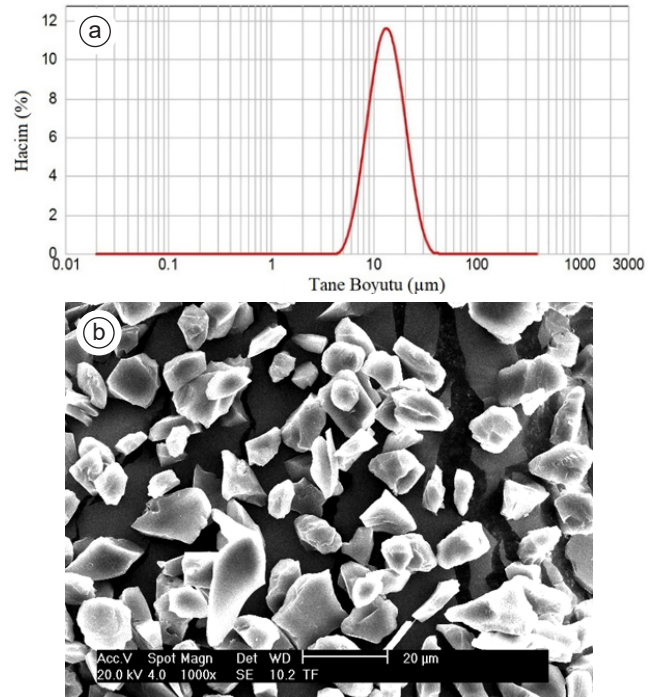 a
12
10
8
6
4
2
0
Hacim (%)
0.01 0.1 1 10 100 1000 3000
Tane Boyutu (µm)
b
Acc.V Spot Magn Det WD 20 µm
20.0 kV 4.0 1000x SE 10.2 TF